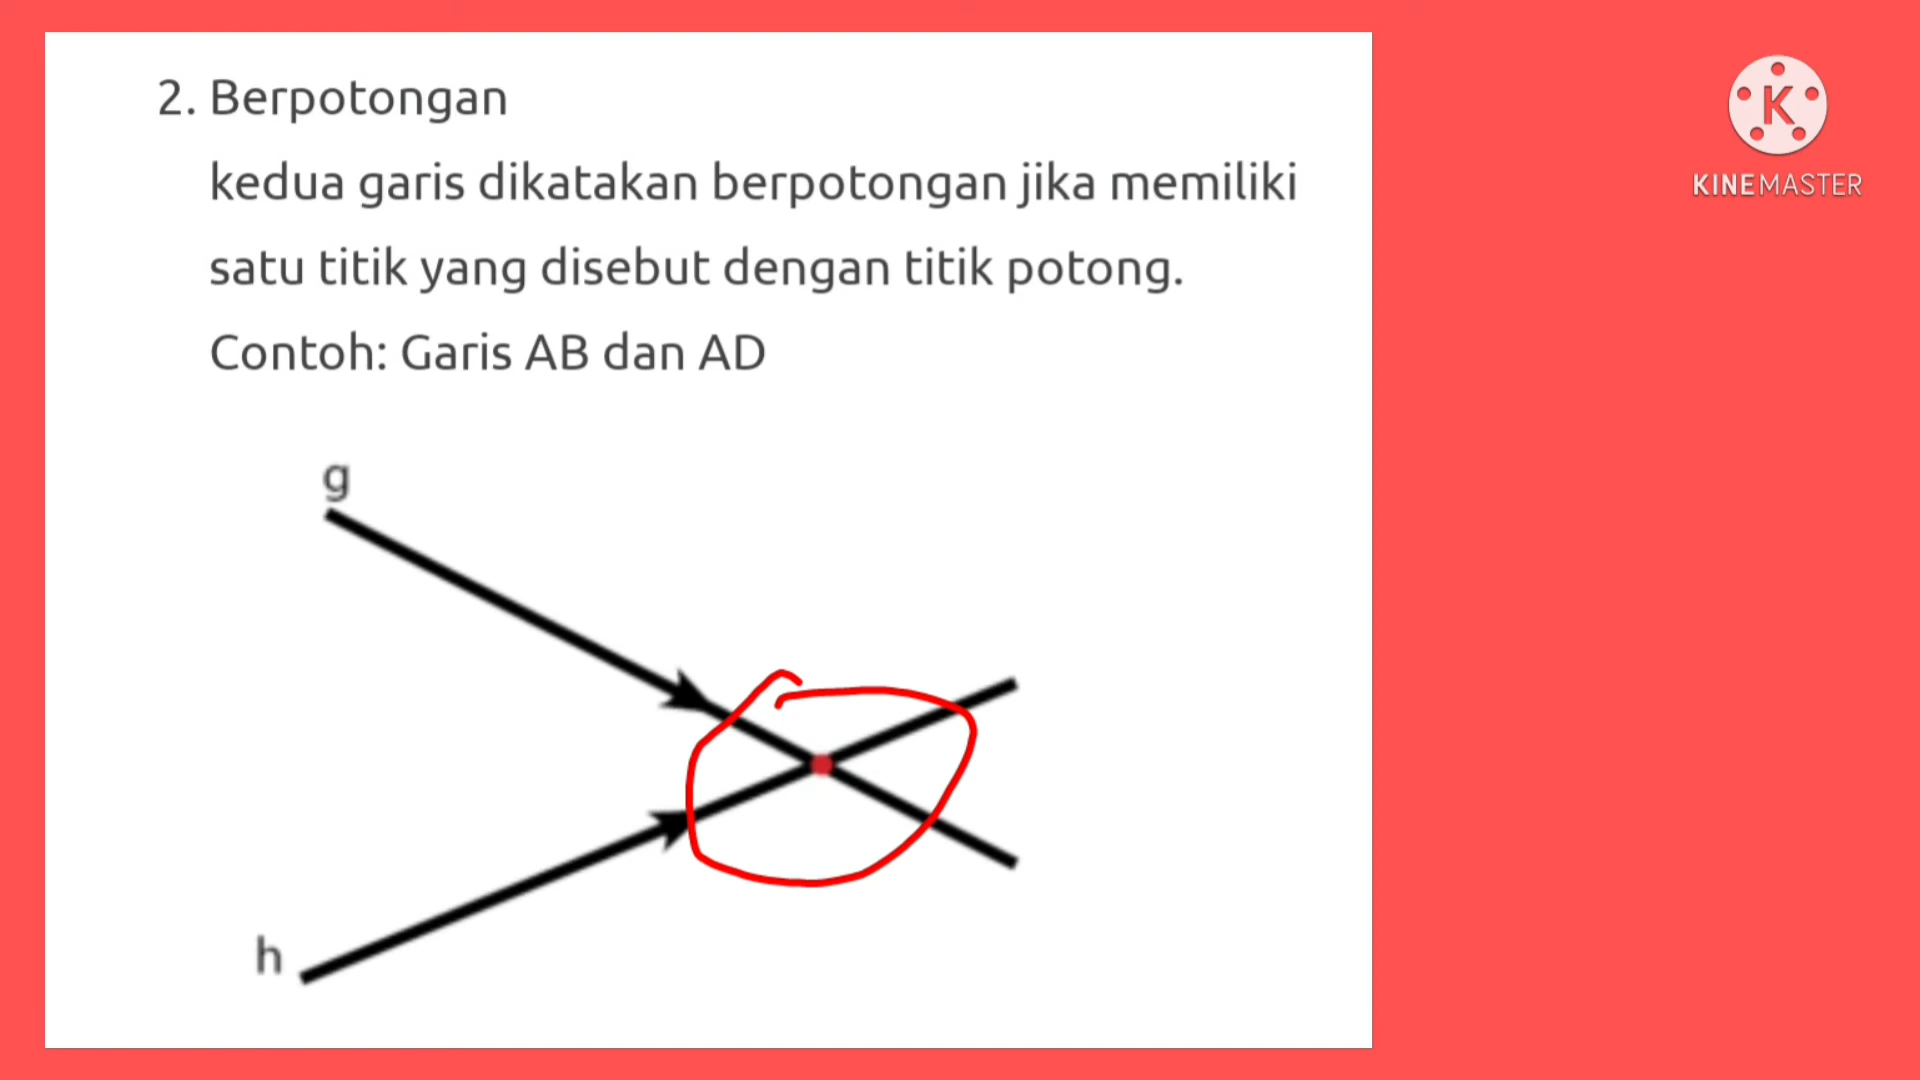 2. Berpotongan
kedua garis dikatakan berpotongan jika memiliki
satu titik yang disebut dengan titik potong.
Contoh: Garis AB dan AD
g
h
K
KINEMASTER